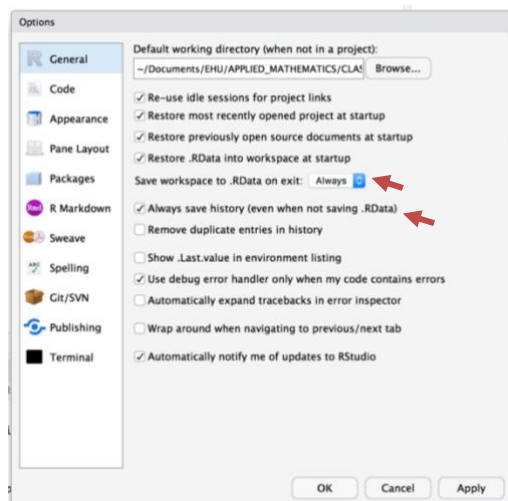 Options
General
Code
Appearance
Pane Layout
Packages
R Markdown
Sweave
Spelling
Git/SVN
Publishing
Terminal
Default working directory (when not in a project):
~/Documents/EHU/APPLIED_MATHEMATICS/CLAS
Browse...
Re-use idle sessions for project links
Restore most recently opened project at startup
Restore previously open source documents at startup
Restore .RData into workspace at startup
Save workspace to .RData on exit: Always
Always save history (even when not saving .RData)
Remove duplicate entries in history
Show .Last.value in environment listing
Use debug error handler only when my code contains errors
Automatically expand tracebacks in error inspector
Wrap around when navigating to previous/next tab
Automatically notify me of updates to RStudio
OK Cancel Apply